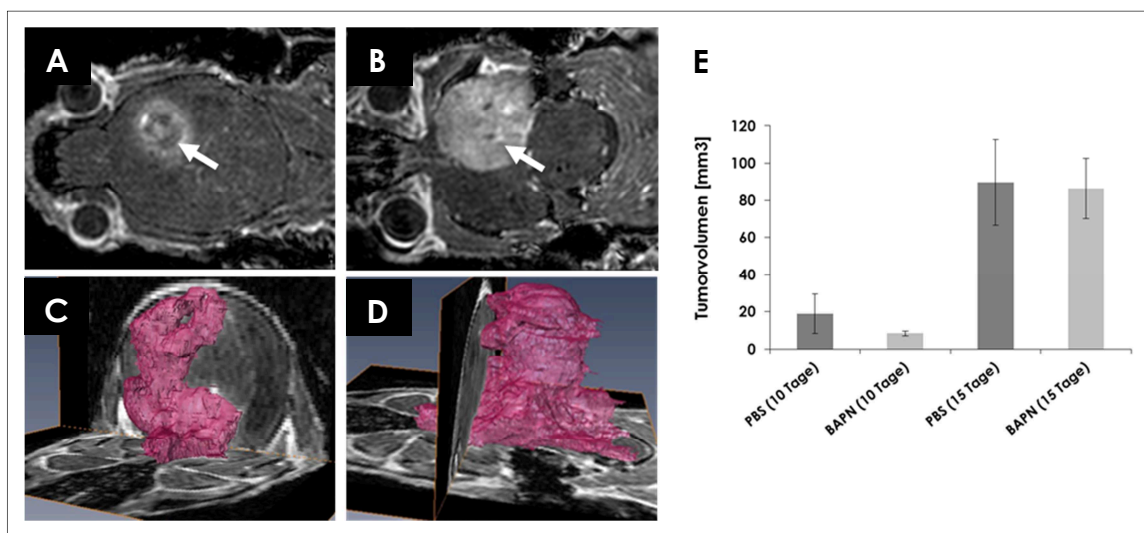 A
B
C
D
E
Tumorvolumen [mm3]
120
100
80
60
40
20
0
PBS (10 Tage)
BAPN (10 Tage)
PBS (15 Tage)
BAPN (15 Tage)